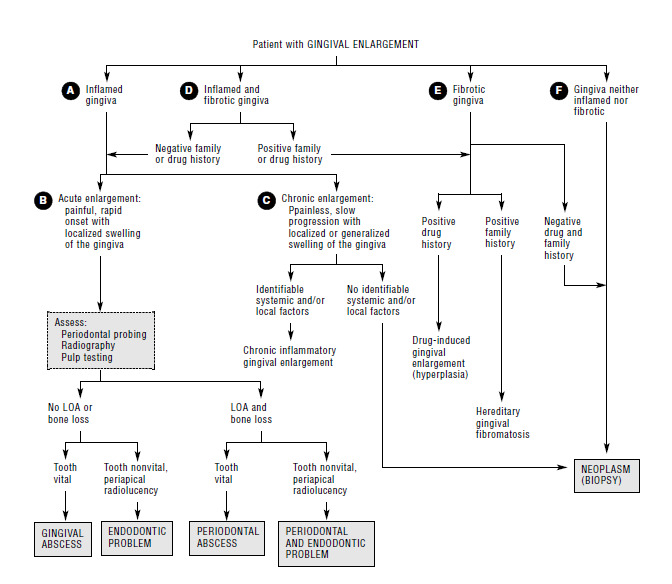 Patient with GINGIVAL ENLARGEMENT
A Inflamed
gingiva
D Inflamed and
fibrotic gingiva
E Fibrotic
gingiva
F Gingiva neither
inflamed nor
fibrotic
Negative family
or drug history
Positive family
or drug history
B Acute enlargement:
painful, rapid
onset with
localized swelling
of the gingiva
C Chronic enlargement:
Ppainless, slow
progression with
localized or generalized
swelling of the gingiva
Positive
drug
history
Positive
family
history
Negative
drug and
family
history
Identifiable
systemic and/or
local factors
No identifiable
systemic and/or
local factors
Assess:
Periodontal probing
Radiography
Pulp testing
Chronic inflammatory
gingival enlargement
Drug-induced
gingival
enlargement
(hyperplasia)
Hereditary
gingival
fibromatosis
No LOA or
bone loss
LOA and
bone loss
Tooth
vital
Tooth nonvital,
periapical
radiolucency
Tooth
vital
Tooth nonvital,
periapical
radiolucency
NEOPLASM
(BIOPSY)
GINGIVAL
ABSCESS
ENDODONTIC
PROBLEM
PERIODONTAL
ABSCESS
PERIODONTAL
AND ENDODONTIC
PROBLEM